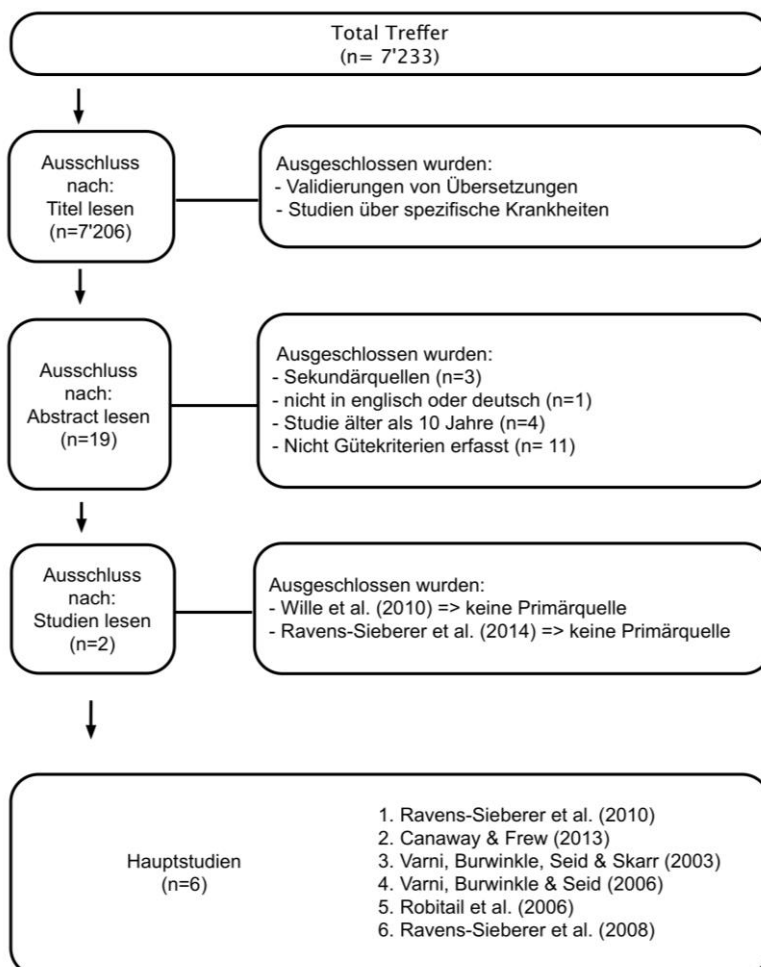 Total Treffer
(n= 7'233)
Ausschluss
nach:
Titel lesen
(n=7'206)
Ausgeschlossen wurden:
- Validierungen von Übersetzungen
- Studien über spezifische Krankheiten
Ausschluss
nach:
Abstract lesen
(n=19)
Ausgeschlossen wurden:
- Sekundärquellen (n=3)
- nicht in englisch oder deutsch (n=1)
- Studie älter als 10 Jahre (n=4)
- Nicht Gütekriterien erfasst (n= 11)
Ausschluss
nach:
Studien lesen
(n=2)
Ausgeschlossen wurden:
- Wille et al. (2010) => keine Primärquelle
- Ravens-Sieberer et al. (2014) => keine Primärquelle
Hauptstudien
(n=6)
1. Ravens-Sieberer et al. (2010)
2. Canaway & Frew (2013)
3. Varni, Burwinkle, Seid & Skarr (2003)
4. Varni, Burwinkle & Seid (2006)
5. Robitail et al. (2006)
6. Ravens-Sieberer et al. (2008)